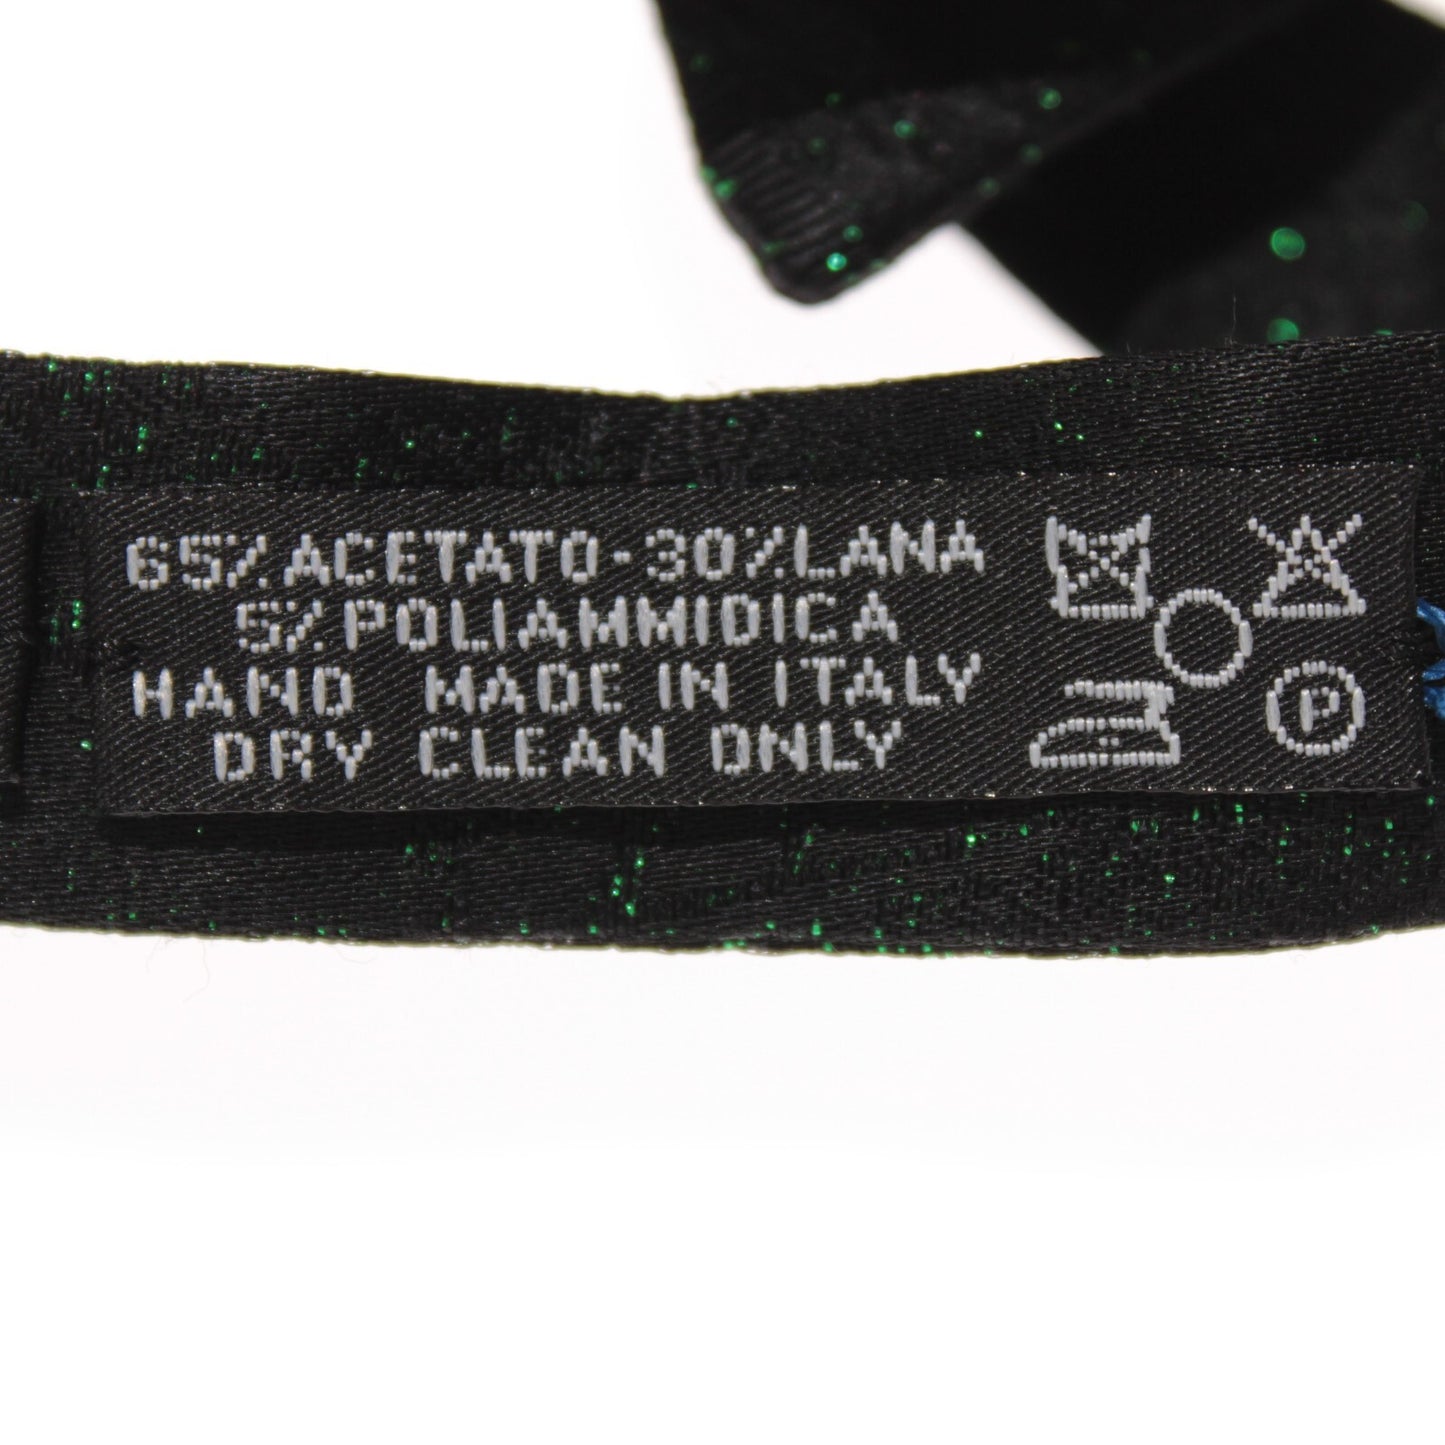 65% ACETATO-30% LANA
5% POLIAMMIDICA
HAND MADE IN ITALY
DRY CLEAN ONLY
P